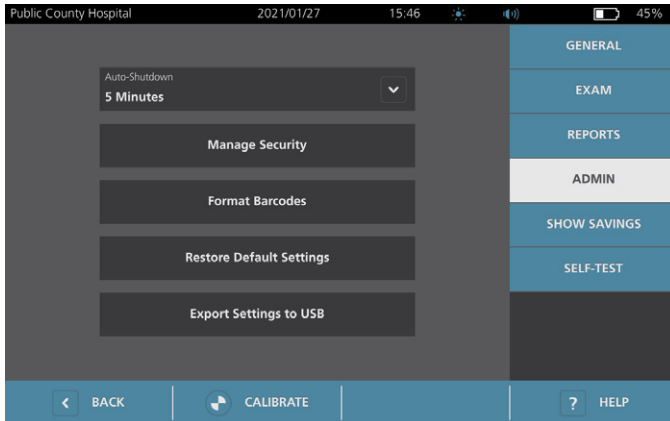 Public County Hospital 2021/01/27 15:46 45%
Auto-Shutdown
5 Minutes
Manage Security
Format Barcodes
Restore Default Settings
Export Settings to USB
GENERAL
EXAM
REPORTS
ADMIN
SHOW SAVINGS
SELF-TEST
BACK CALIBRATE ? HELP